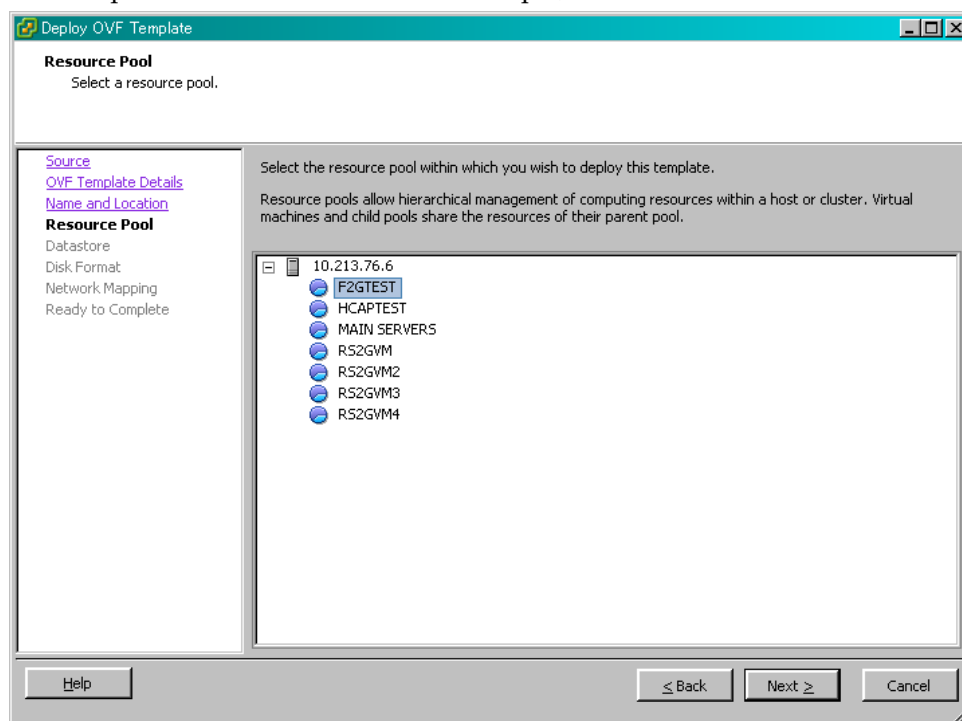 Deploy OVF Template
Resource Pool
Select a resource pool.
Source
OVF Template Details
Name and Location
Resource Pool
Datastore
Disk Format
Network Mapping
Ready to Complete
Select the resource pool within which you wish to deploy this template.
Resource pools allow hierarchical management of computing resources within a host or cluster. Virtual
machines and child pools share the resources of their parent pool.
10.213.76.6
F2GTEST
HCAPTEST
MAIN SERVERS
RS2GVM
RS2GVM2
RS2GVM3
RS2GVM4
Help
≤ Back
Next ≥
Cancel